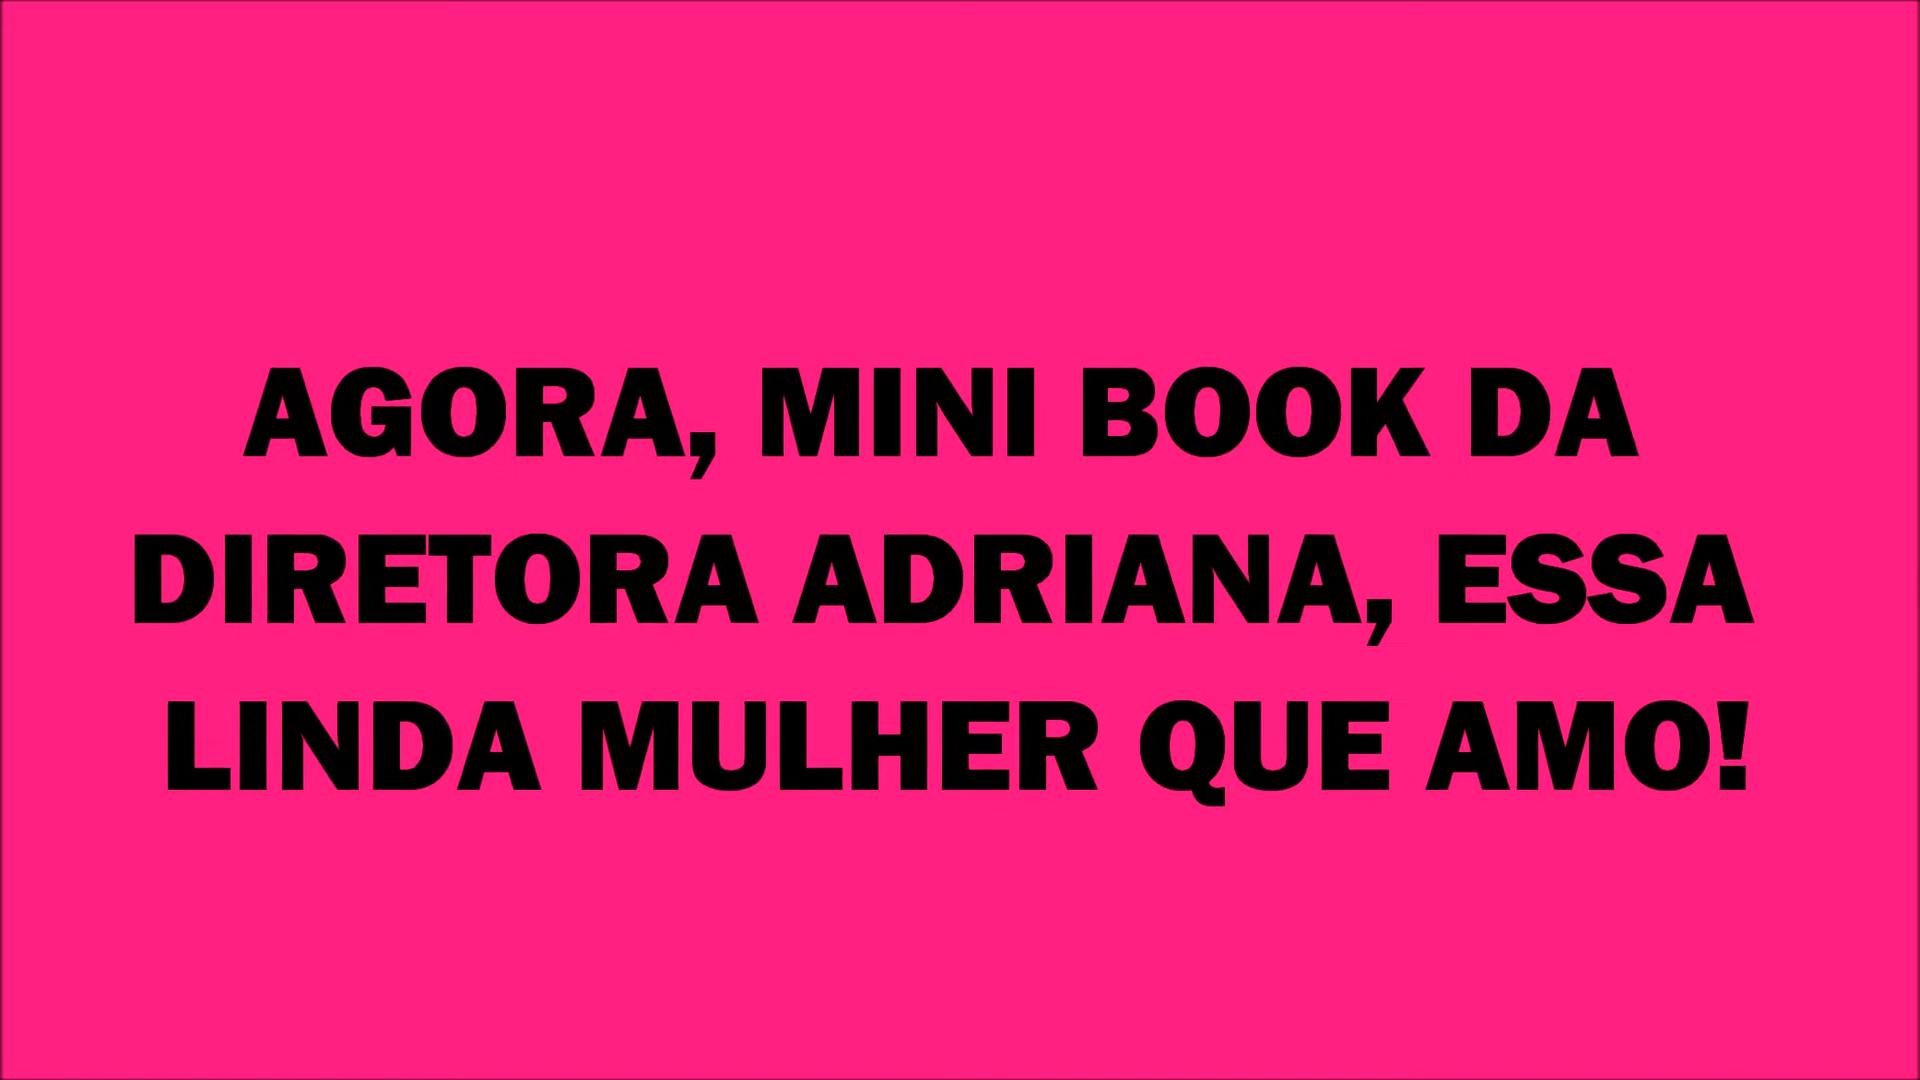 AGORA, MINI BOOK DA
DIRETORA ADRIANA, ESSA
LINDA MULHER QUE AMO!